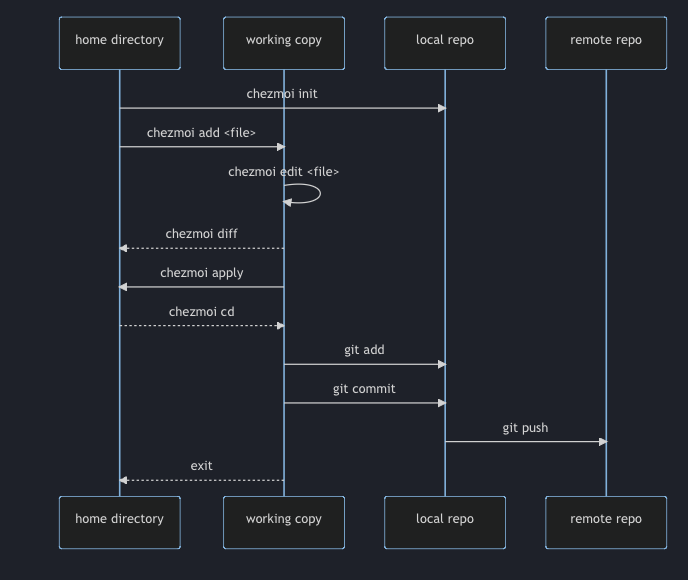 home directory
working copy
local repo
remote repo
chezmoi init
chezmoi add <file>
chezmoi edit <file>
chezmoi diff
chezmoi apply
chezmoi cd
git add
git commit
git push
exit
home directory
working copy
local repo
remote repo